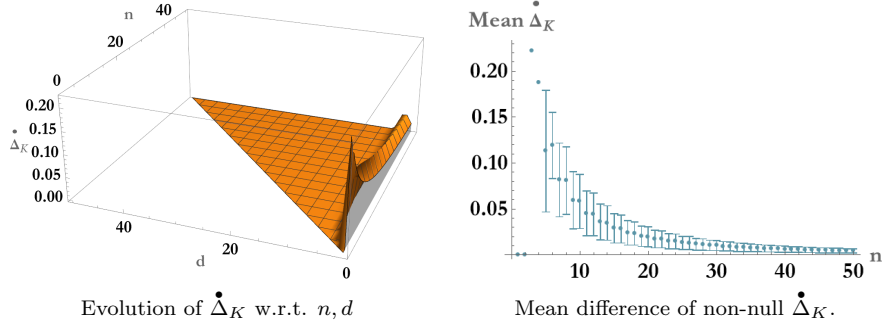 n
40
20
0
0.20
0.15
0.10
0.05
0.00
Δ̇_K
40
20
0
d
Evolution of Δ̇_K w.r.t. n, d
Mean Δ̇_K
0.20
0.15
0.10
0.05
10
20
30
40
50
n
Mean difference of non-null Δ̇_K.